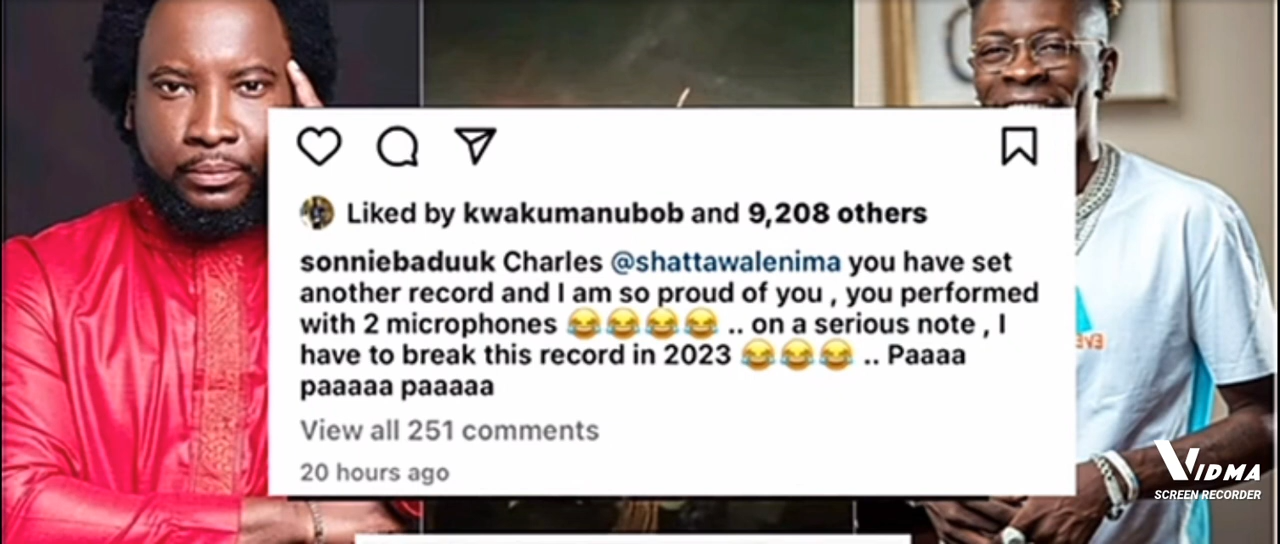 Liked by kwakumanubob and 9,208 others
sonniebaduuk Charles @shattawalenima you have set
another record and I am so proud of you , you performed
with 2 microphones 😂😂😂😂 .. on a serious note , I
have to break this record in 2023 😂😂😂 .. Paaaa
paaaaa paaaaa
View all 251 comments
20 hours ago
VIDMA
SCREEN RECORDER